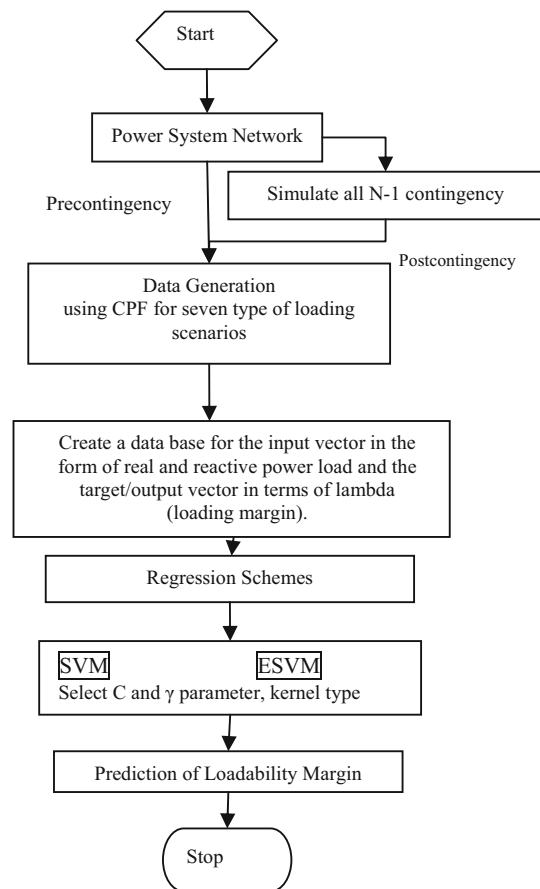 Start
Power System Network
Simulate all N-1 contingency
Precontingency
Postcontingency
Data Generation
using CPF for seven type of loading
scenarios
Create a data base for the input vector in the
form of real and reactive power load and the
target/output vector in terms of lambda
(loading margin).
Regression Schemes
SVM ESVM
Select C and γ parameter, kernel type
Prediction of Loadability Margin
Stop